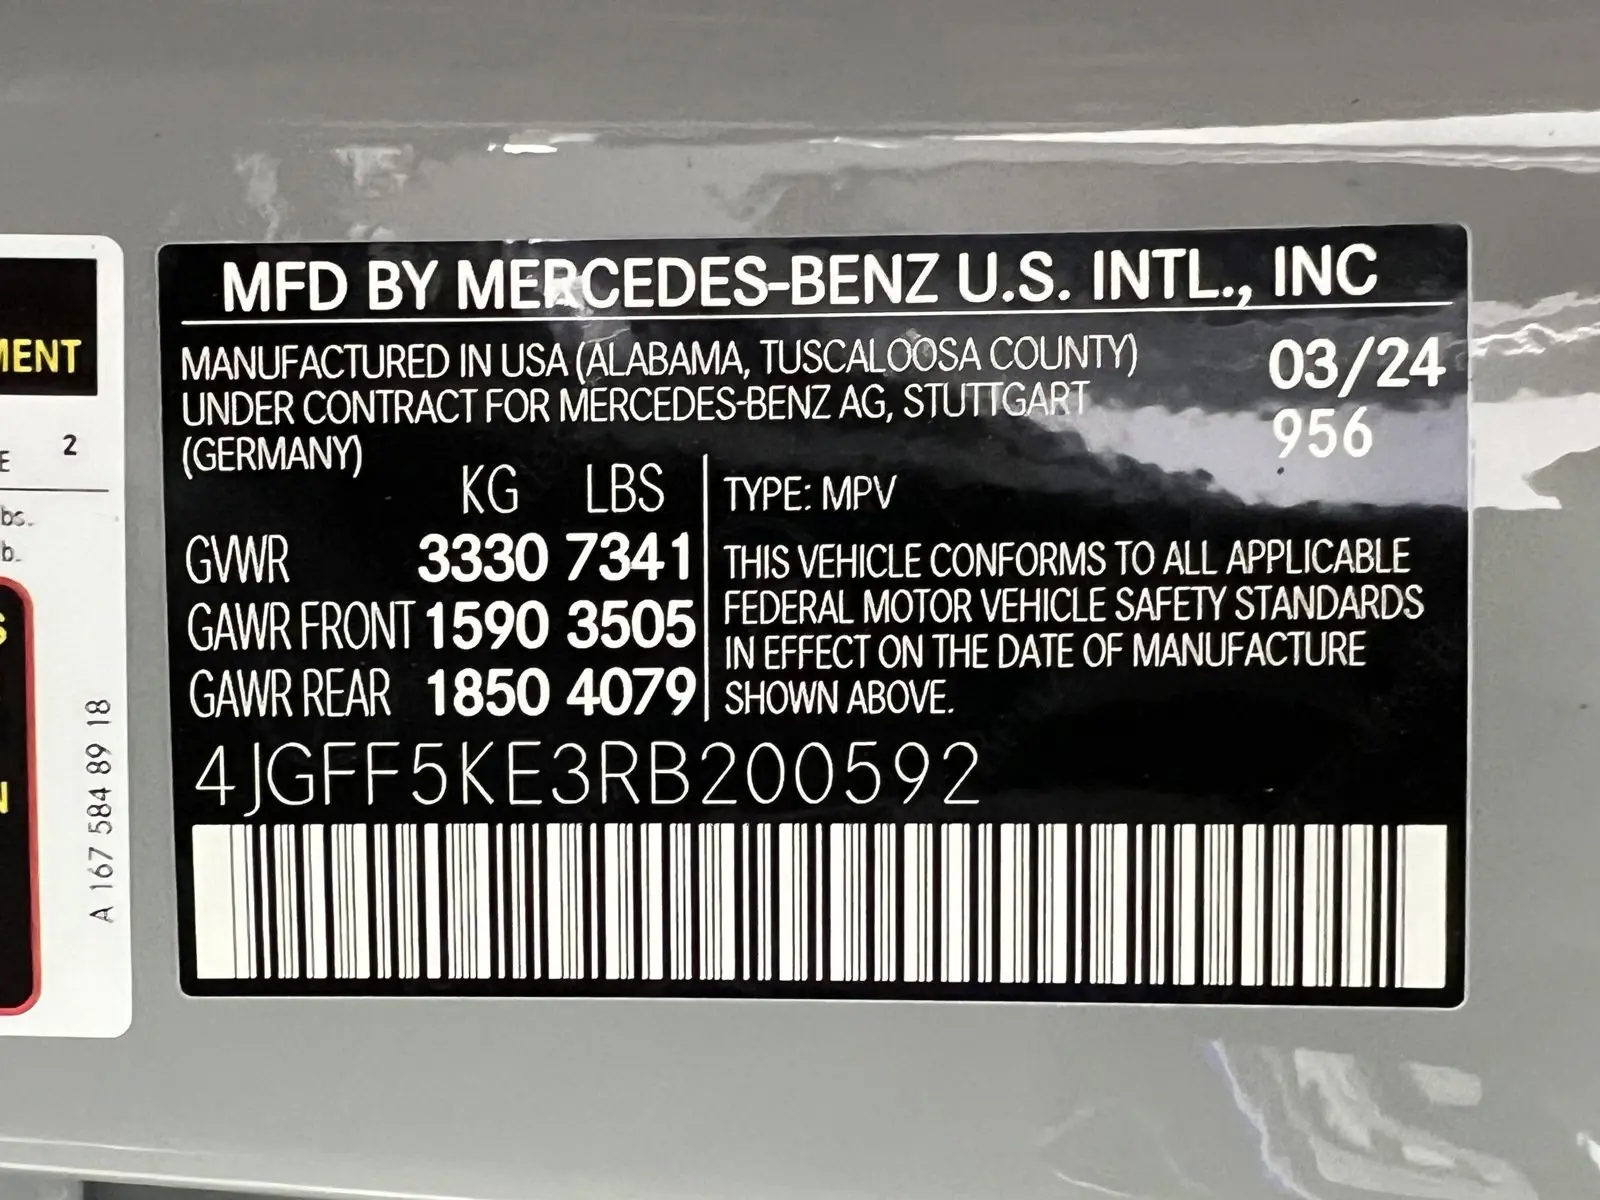 MFD BY MERCEDES-BENZ U.S. INTL., INC
MANUFACTURED IN USA (ALABAMA, TUSCALOOSA COUNTY)
UNDER CONTRACT FOR MERCEDES-BENZ AG, STUTTGART
(GERMANY)
03/24
956
KG LBS
GVWR 3330 7341
GAWR FRONT 1590 3505
GAWR REAR 1850 4079
TYPE: MPV
THIS VEHICLE CONFORMS TO ALL APPLICABLE
FEDERAL MOTOR VEHICLE SAFETY STANDARDS
IN EFFECT ON THE DATE OF MANUFACTURE
SHOWN ABOVE.
4JGFF5KE3RB200592
MENT
E 2
bs.
b.
S
N
A 167 584 89 18